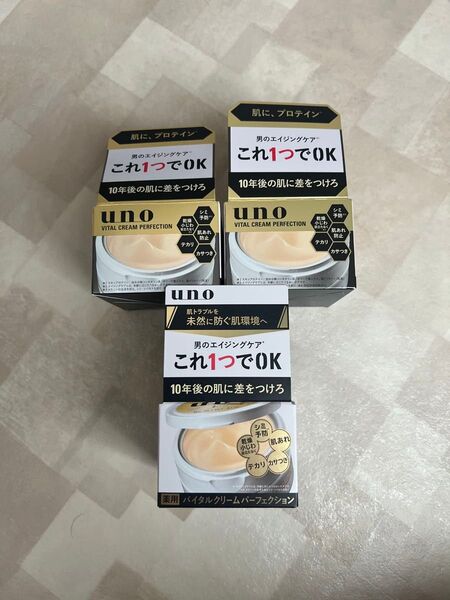 肌に、プロテイン*
男のエイジングケア*
これ1つでOK
10年後の肌に差をつけろ
uno
VITAL CREAM PERFECTION
シミ
予防
乾燥
小じわ
肌あれ
防止
テカリ
カサつき
肌に、プロテイン*
男のエイジングケア*
これ1つでOK
10年後の肌に差をつけろ
uno
VITAL CREAM PERFECTION
シミ
予防
乾燥
小じわ
肌あれ
防止
テカリ
カサつき
uno
肌トラブルを
未然に防ぐ肌環境へ
男のエイジングケア*
これ1つでOK
10年後の肌に差をつけろ
シミ
予防
乾燥
小じわ
肌あれ
テカリ
カサつき
薬用 バイタルクリームパーフェクション